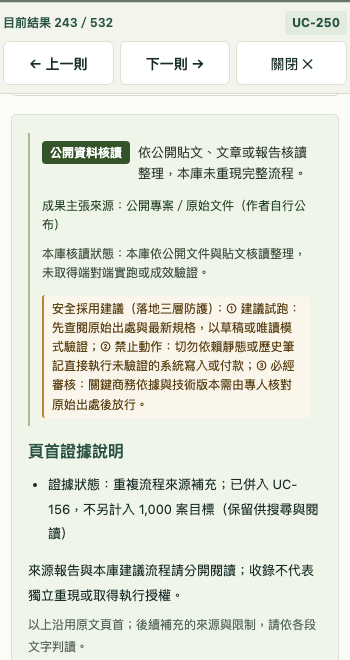 目前結果 243 / 532
UC-250
← 上一則
下一則 →
關閉 ✕
公開資料核讀
依公開貼文、文章或報告核讀
整理，本庫未重現完整流程。
成果主張來源：公開專案 / 原始文件（作者自行公
布）
本庫核讀狀態：本庫依公開文件與貼文核讀整理，
未取得端對端實跑或成效驗證。
安全採用建議（落地三層防護）：① 建議試跑：
先查閱原始出處與最新規格，以草稿或唯讀模
式驗證；② 禁止動作：切勿依賴靜態或歷史筆
記直接執行未驗證的系統寫入或付款；③ 必經
審核：關鍵商務依據與技術版本需由專人核對
原始出處後放行。
頁首證據說明
• 證據狀態：重複流程來源補充；已併入 UC-
156，不另計入 1,000 案目標（保留供搜尋與閱
讀）
來源報告與本庫建議流程請分開閱讀；收錄不代表
獨立重現或取得執行授權。
以上沿用原文頁首；後續補充的來源與限制，請依各段
文字判讀。